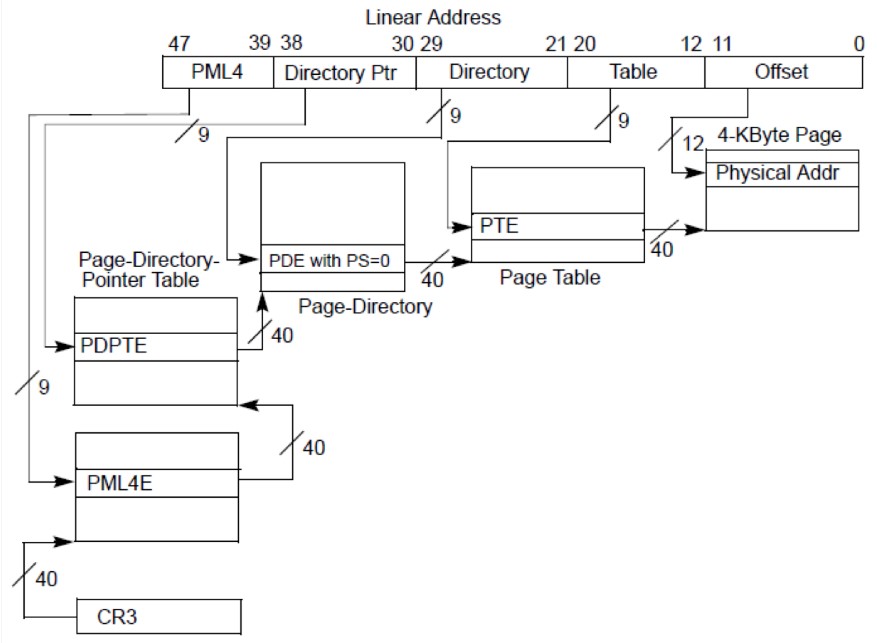 Linear Address
47 39 38 30 29 21 20 12 11 0
PML4 Directory Ptr Directory Table Offset
9 9 9 12
4-KByte Page
Physical Addr
PTE
40
Page Table
PDE with PS=0
40
Page-Directory
Page-Directory-
Pointer Table
PDPTE
40
9
40
PML4E
40
CR3